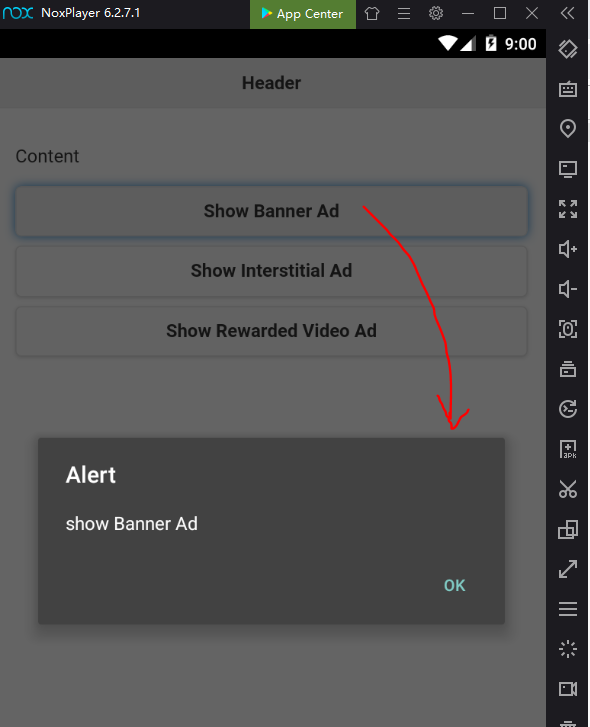 nox NoxPlayer 6.2.7.1 App Center
9:00
Header
Content
Show Banner Ad
Show Interstitial Ad
Show Rewarded Video Ad
Alert
show Banner Ad
OK
apk